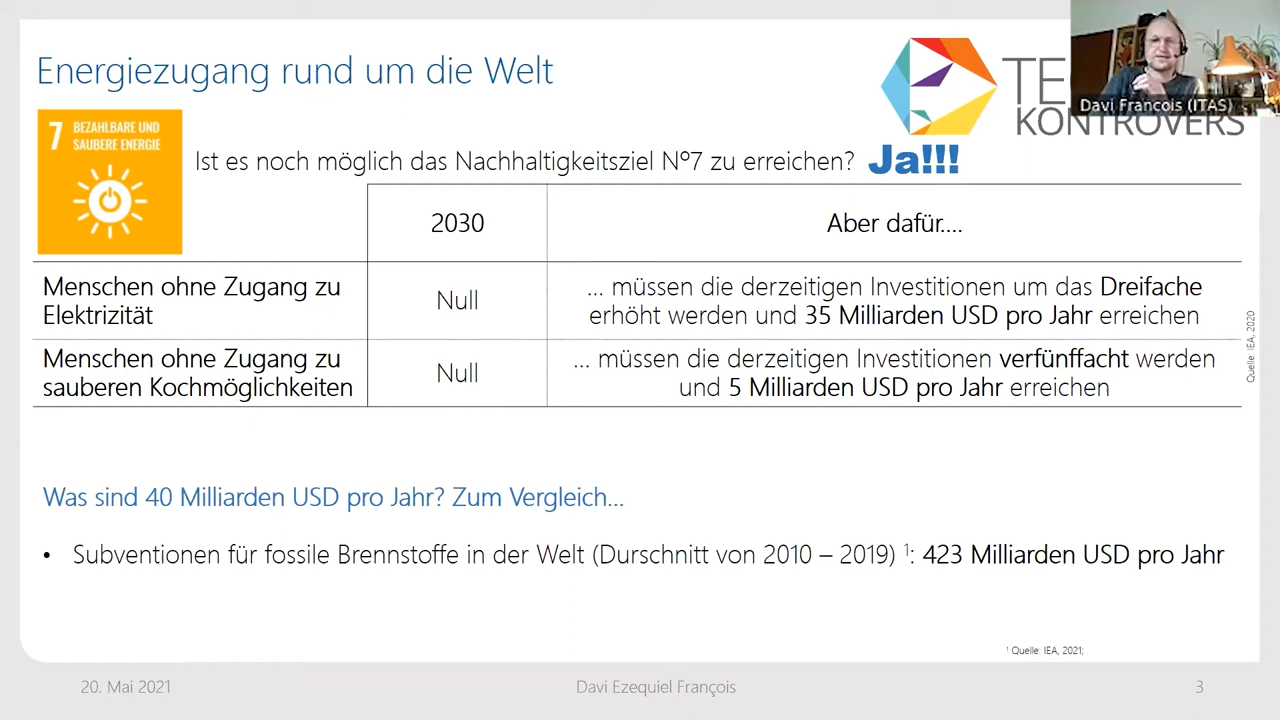 Energiezugang rund um die Welt
TE
KONTROVERS
Davi Francois (ITAS)
7 BEZAHLBARE UND
SAUBERE ENERGIE
Ist es noch möglich das Nachhaltigkeitsziel Nº7 zu erreichen? Ja!!!
2030
Aber dafür....
Menschen ohne Zugang zu
Elektrizität
Null
... müssen die derzeitigen Investitionen um das Dreifache
erhöht werden und 35 Milliarden USD pro Jahr erreichen
Menschen ohne Zugang zu
sauberen Kochmöglichkeiten
Null
... müssen die derzeitigen Investitionen verfünffacht werden
und 5 Milliarden USD pro Jahr erreichen
Quelle: IEA, 2020
Was sind 40 Milliarden USD pro Jahr? Zum Vergleich...
• Subventionen für fossile Brennstoffe in der Welt (Durschnitt von 2010 – 2019) ¹: 423 Milliarden USD pro Jahr
¹ Quelle: IEA, 2021;
20. Mai 2021
Davi Ezequiel François
3